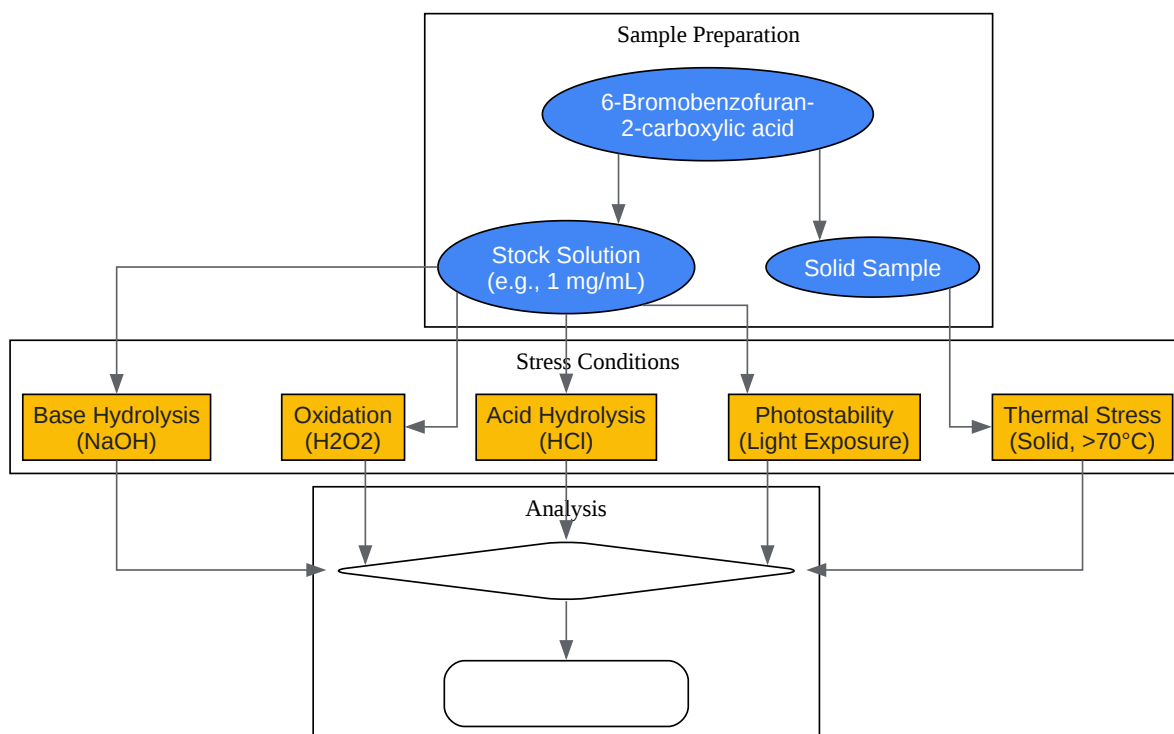 Sample Preparation
6-Bromobenzofuran-
2-carboxylic acid
Stock Solution
(e.g., 1 mg/mL)
Solid Sample
Stress Conditions
Base Hydrolysis
(NaOH)
Oxidation
(H2O2)
Acid Hydrolysis
(HCl)
Photostability
(Light Exposure)
Thermal Stress
(Solid, >70°C)
Analysis